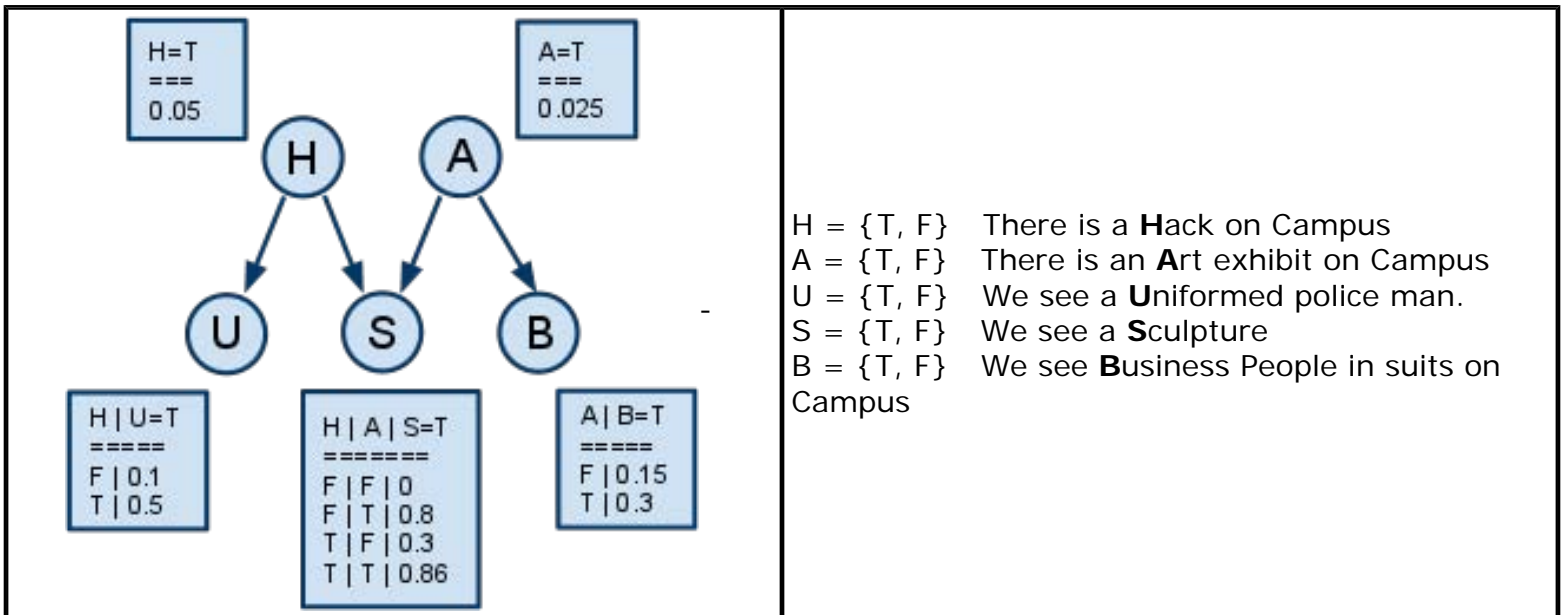 H=T
===
0.05
A=T
===
0.025
H
A
U
S
B
-
H | U=T
=====
F | 0.1
T | 0.5
H | A | S=T
=======
F | F | 0
F | T | 0.8
T | F | 0.3
T | T | 0.86
A | B=T
=====
F | 0.15
T | 0.3
H = {T, F} There is a Hack on Campus
A = {T, F} There is an Art exhibit on Campus
U = {T, F} We see a Uniformed police man.
S = {T, F} We see a Sculpture
B = {T, F} We see Business People in suits on
Campus